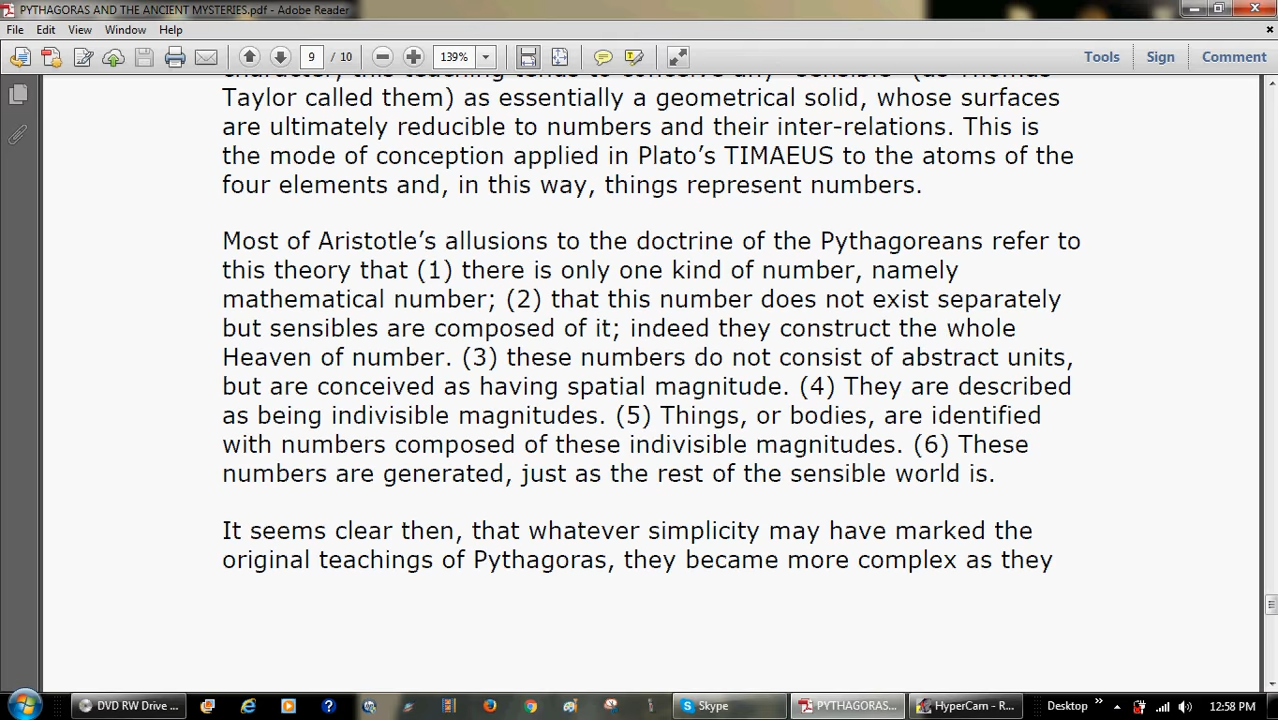 PYTHAGORAS AND THE ANCIENT MYSTERIES.pdf - Adobe Reader
File Edit View Window Help
9 / 10 139% Tools Sign Comment
character, this teaching tends to conceive any "sensible" (as Thomas
Taylor called them) as essentially a geometrical solid, whose surfaces
are ultimately reducible to numbers and their inter-relations. This is
the mode of conception applied in Plato’s TIMAEUS to the atoms of the
four elements and, in this way, things represent numbers.
Most of Aristotle’s allusions to the doctrine of the Pythagoreans refer to
this theory that (1) there is only one kind of number, namely
mathematical number; (2) that this number does not exist separately
but sensibles are composed of it; indeed they construct the whole
Heaven of number. (3) these numbers do not consist of abstract units,
but are conceived as having spatial magnitude. (4) They are described
as being indivisible magnitudes. (5) Things, or bodies, are identified
with numbers composed of these indivisible magnitudes. (6) These
numbers are generated, just as the rest of the sensible world is.
It seems clear then, that whatever simplicity may have marked the
original teachings of Pythagoras, they became more complex as they
DVD RW Drive ... Skype PYTHAGORAS... HyperCam - R... Desktop 12:58 PM